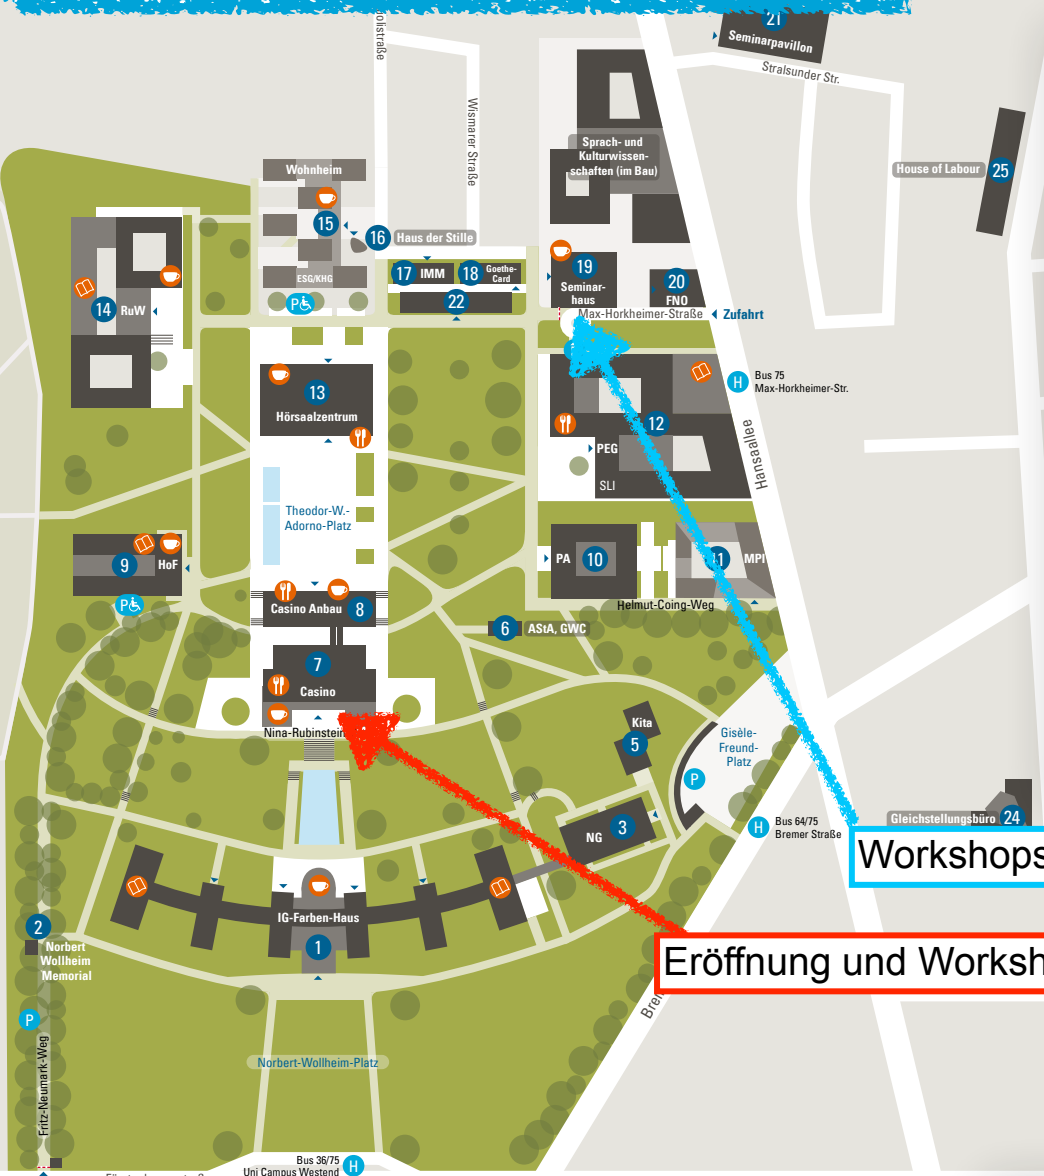 21
Seminarpavillon
Stralsunder Str.
olistraße
Wismarer Straße
Sprach- und
Kulturwissen-
schaften (im Bau)
House of Labour
25
Wohnheim
15
16
Haus der Stille
ESG/KHG
P
17
IMM
18
Goethe-
Card
22
19
Seminar-
haus
20
FNO
Max-Horkheimer-Straße
Zufahrt
14
RuW
13
Hörsaalzentrum
H
Bus 75
Max-Horkheimer-Str.
12
PEG
SLI
Hansaallee
Theodor-W.-
Adorno-Platz
9
HoF
P
PA
10
11
MPI
Helmut-Coing-Weg
Casino Anbau
8
6
AStA, GWC
7
Casino
Nina-Rubinstein
Kita
5
Gisèle-
Freund-
Platz
P
3
NG
H
Bus 64/75
Bremer Straße
Gleichstellungsbüro
24
Workshops
IG-Farben-Haus
1
2
Norbert
Wollheim
Memorial
Eröffnung und Worksh
Bre
P
Fritz-Neumark-Weg
Norbert-Wollheim-Platz
Bus 36/75
Uni Campus Westend
H